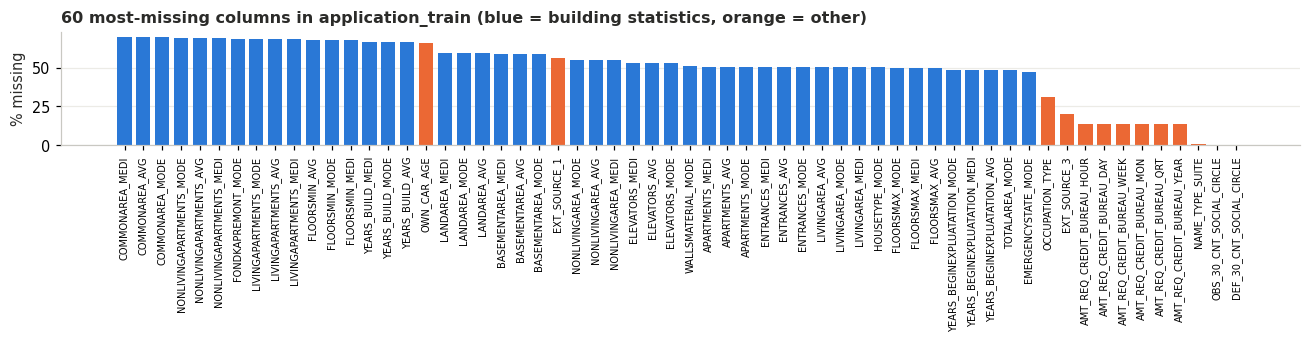 60 most-missing columns in application_train (blue = building statistics, orange = other)
% missing
50
25
0
COMMONAREA_MEDI
COMMONAREA_AVG
COMMONAREA_MODE
NONLIVINGAPARTMENTS_MODE
NONLIVINGAPARTMENTS_AVG
NONLIVINGAPARTMENTS_MEDI
FONDKAPREMONT_MODE
LIVINGAPARTMENTS_MODE
LIVINGAPARTMENTS_AVG
LIVINGAPARTMENTS_MEDI
FLOORSMIN_AVG
FLOORSMIN_MODE
FLOORSMIN_MEDI
YEARS_BUILD_MEDI
YEARS_BUILD_MODE
YEARS_BUILD_AVG
OWN_CAR_AGE
LANDAREA_MEDI
LANDAREA_MODE
LANDAREA_AVG
BASEMENTAREA_MEDI
BASEMENTAREA_AVG
BASEMENTAREA_MODE
EXT_SOURCE_1
NONLIVINGAREA_MODE
NONLIVINGAREA_AVG
NONLIVINGAREA_MEDI
ELEVATORS_MEDI
ELEVATORS_AVG
ELEVATORS_MODE
WALLSMATERIAL_MODE
APARTMENTS_MEDI
APARTMENTS_AVG
APARTMENTS_MODE
ENTRANCES_MEDI
ENTRANCES_AVG
ENTRANCES_MODE
LIVINGAREA_AVG
LIVINGAREA_MODE
LIVINGAREA_MEDI
HOUSETYPE_MODE
FLOORSMAX_MODE
FLOORSMAX_MEDI
FLOORSMAX_AVG
YEARS_BEGINEXPLUATATION_MODE
YEARS_BEGINEXPLUATATION_MEDI
YEARS_BEGINEXPLUATATION_AVG
TOTALAREA_MODE
EMERGENCYSTATE_MODE
OCCUPATION_TYPE
EXT_SOURCE_3
AMT_REQ_CREDIT_BUREAU_HOUR
AMT_REQ_CREDIT_BUREAU_DAY
AMT_REQ_CREDIT_BUREAU_WEEK
AMT_REQ_CREDIT_BUREAU_MON
AMT_REQ_CREDIT_BUREAU_QRT
AMT_REQ_CREDIT_BUREAU_YEAR
NAME_TYPE_SUITE
OBS_30_CNT_SOCIAL_CIRCLE
DEF_30_CNT_SOCIAL_CIRCLE